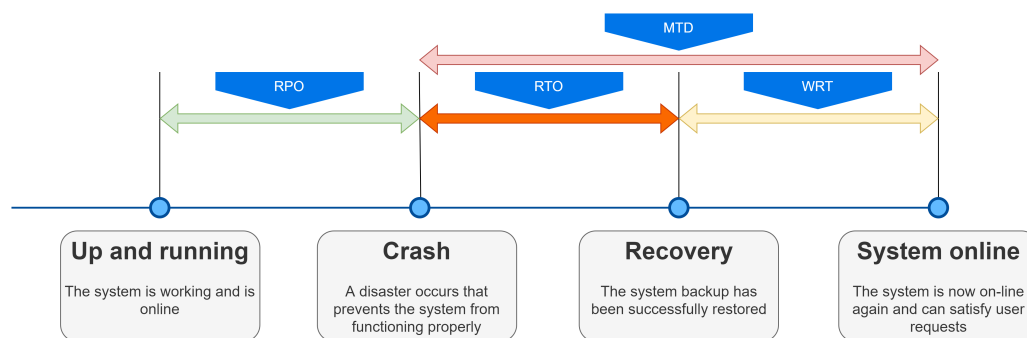 MTD
RPO
RTO
WRT
Up and running
The system is working and is
online
Crash
A disaster occurs that
prevents the system from
functioning properly
Recovery
The system backup has
been successfully restored
System online
The system is now on-line
again and can satisfy user
requests